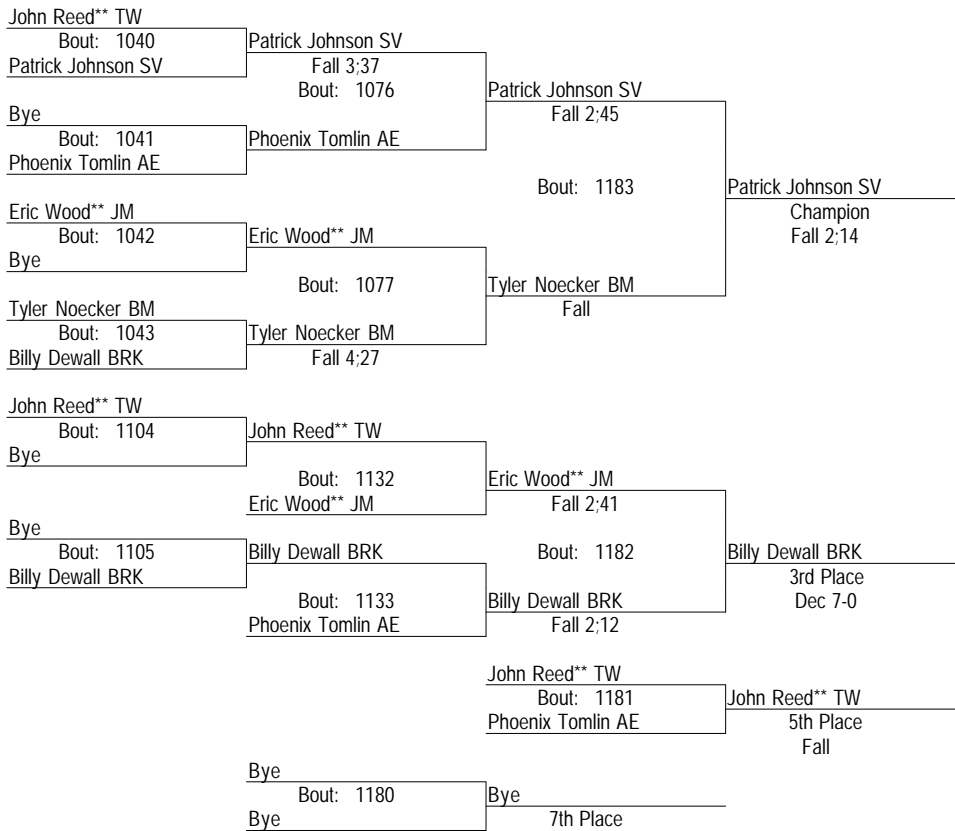 John Reed** TW
Bout: 1040
Patrick Johnson SV
Patrick Johnson SV
Fall 3;37
Bout: 1076
Patrick Johnson SV
Fall 2;45
Bye
Bout: 1041
Phoenix Tomlin AE
Phoenix Tomlin AE
Bout: 1183
Patrick Johnson SV
Champion
Fall 2;14
Eric Wood** JM
Bout: 1042
Eric Wood** JM
Bye
Bout: 1077
Tyler Noecker BM
Fall
Tyler Noecker BM
Bout: 1043
Tyler Noecker BM
Billy Dewall BRK
Fall 4;27
John Reed** TW
Bout: 1104
John Reed** TW
Bye
Bout: 1132
Eric Wood** JM
Eric Wood** JM
Fall 2;41
Bye
Bout: 1105
Billy Dewall BRK
Billy Dewall BRK
Bout: 1182
Billy Dewall BRK
3rd Place
Dec 7-0
Bout: 1133
Billy Dewall BRK
Phoenix Tomlin AE
Fall 2;12
John Reed** TW
Bout: 1181
John Reed** TW
Phoenix Tomlin AE
5th Place
Fall
Bye
Bout: 1180
Bye
Bye
7th Place